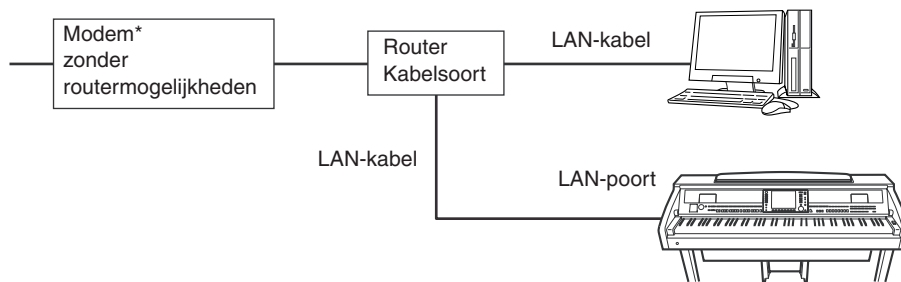 Modem*
zonder
routermogelijkheden
Router
Kabelsoort
LAN-kabel
LAN-kabel
LAN-poort